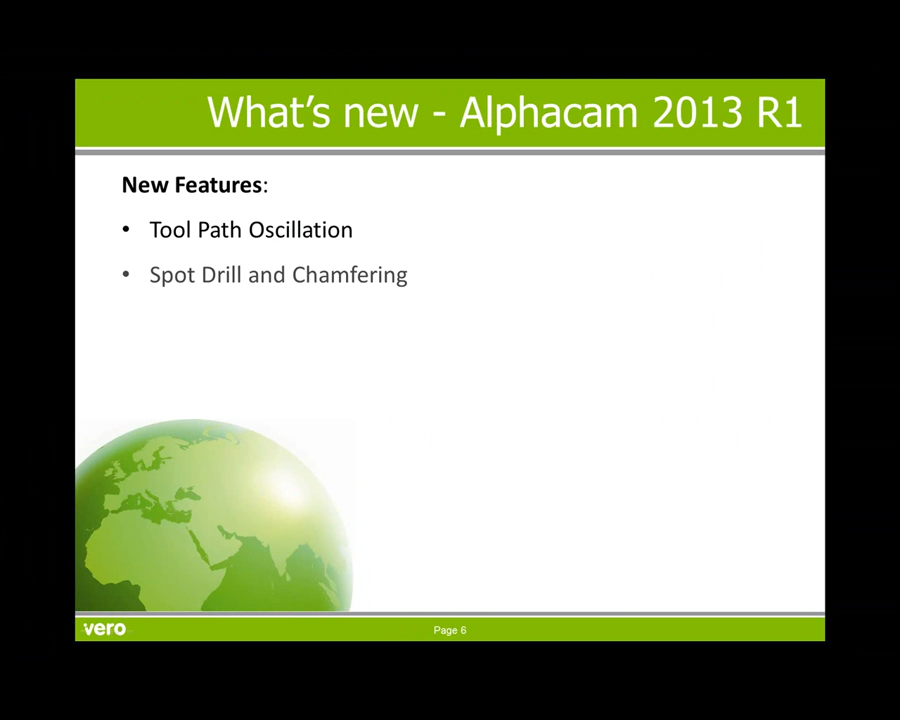 What's new - Alphacam 2013 R1
New Features:
• Tool Path Oscillation
• Spot Drill and Chamfering
vero
Page 6